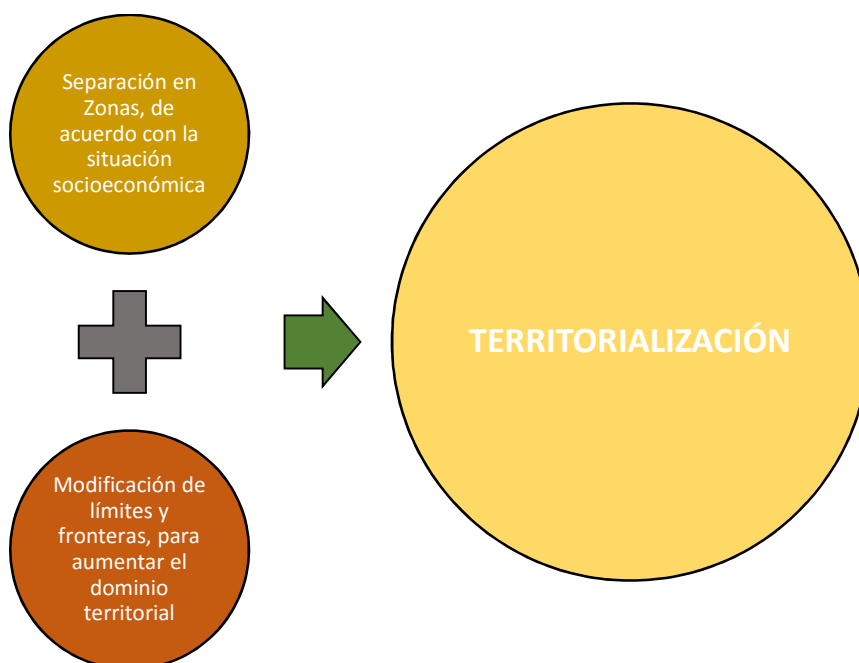 Separación en
Zonas, de
acuerdo con la
situación
socioeconómica
TERRITORIALIZACIÓN
Modificación de
límites y
fronteras, para
aumentar el
dominio
territorial